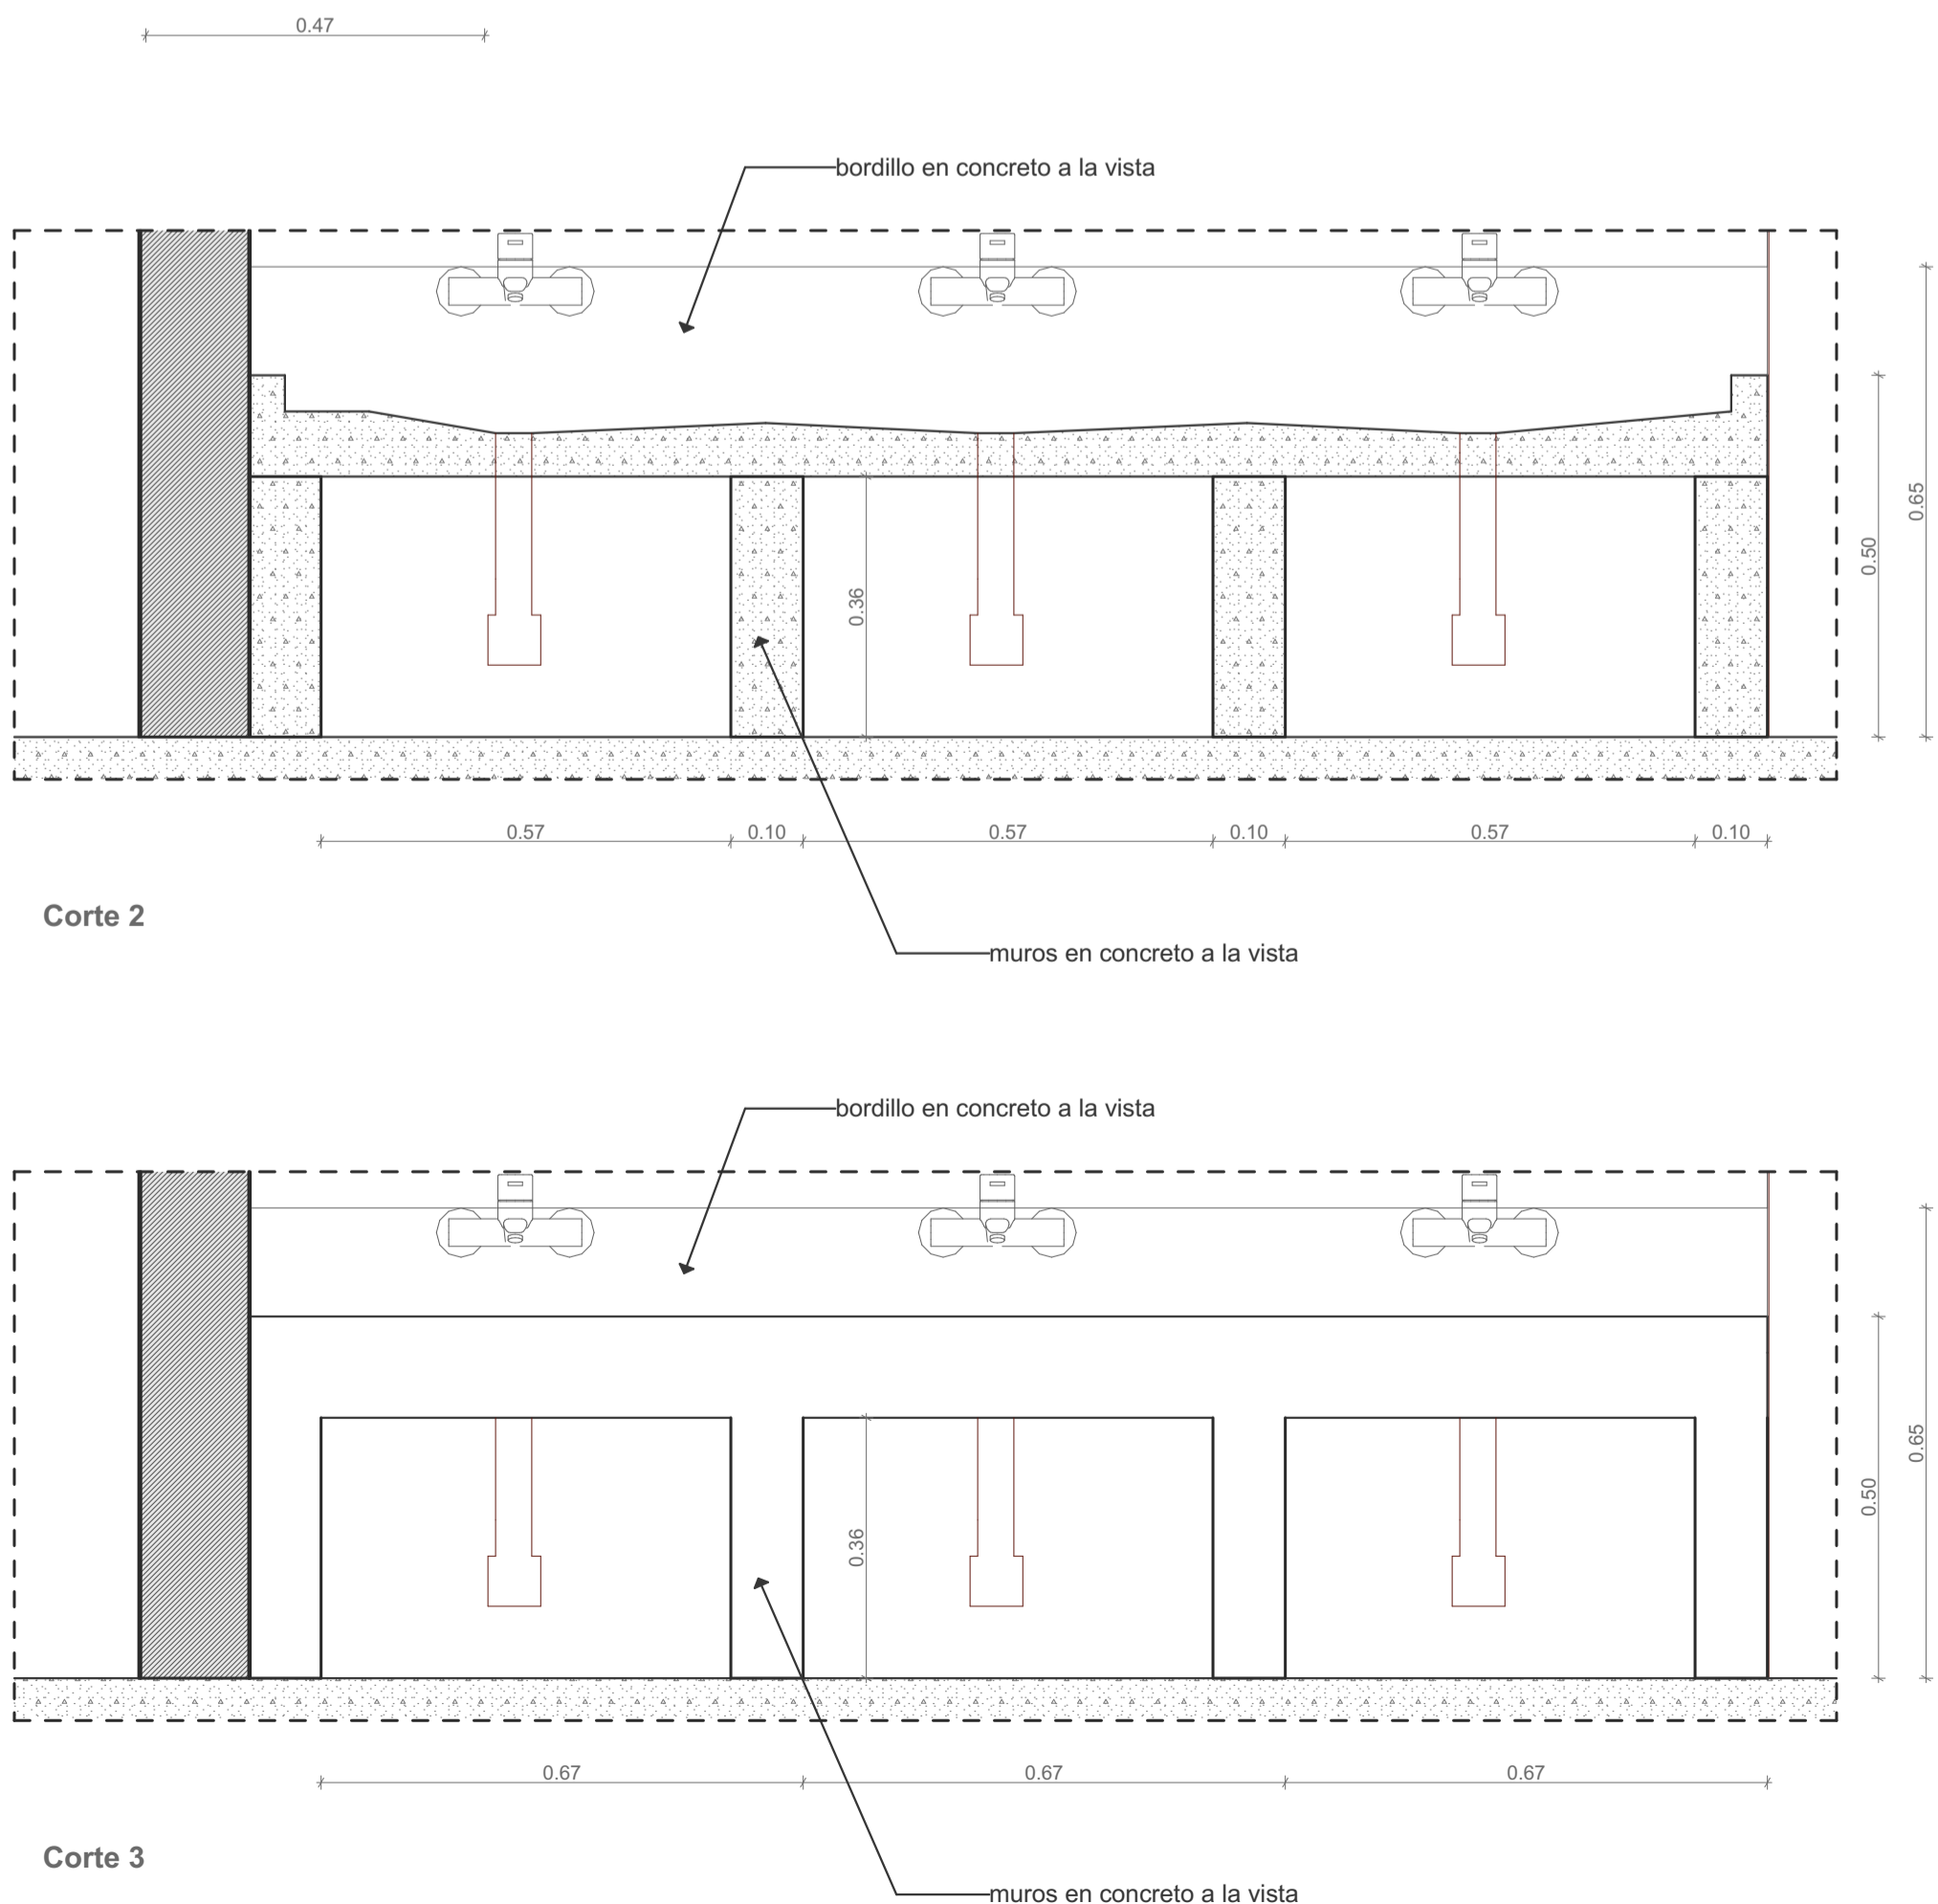 0.47
bordillo en concreto a la vista
0.65
0.50
0.36
0.57 0.10 0.57 0.10 0.57 0.10
Corte 2
muros en concreto a la vista
bordillo en concreto a la vista
0.65
0.50
0.36
0.67 0.67 0.67
Corte 3
muros en concreto a la vista